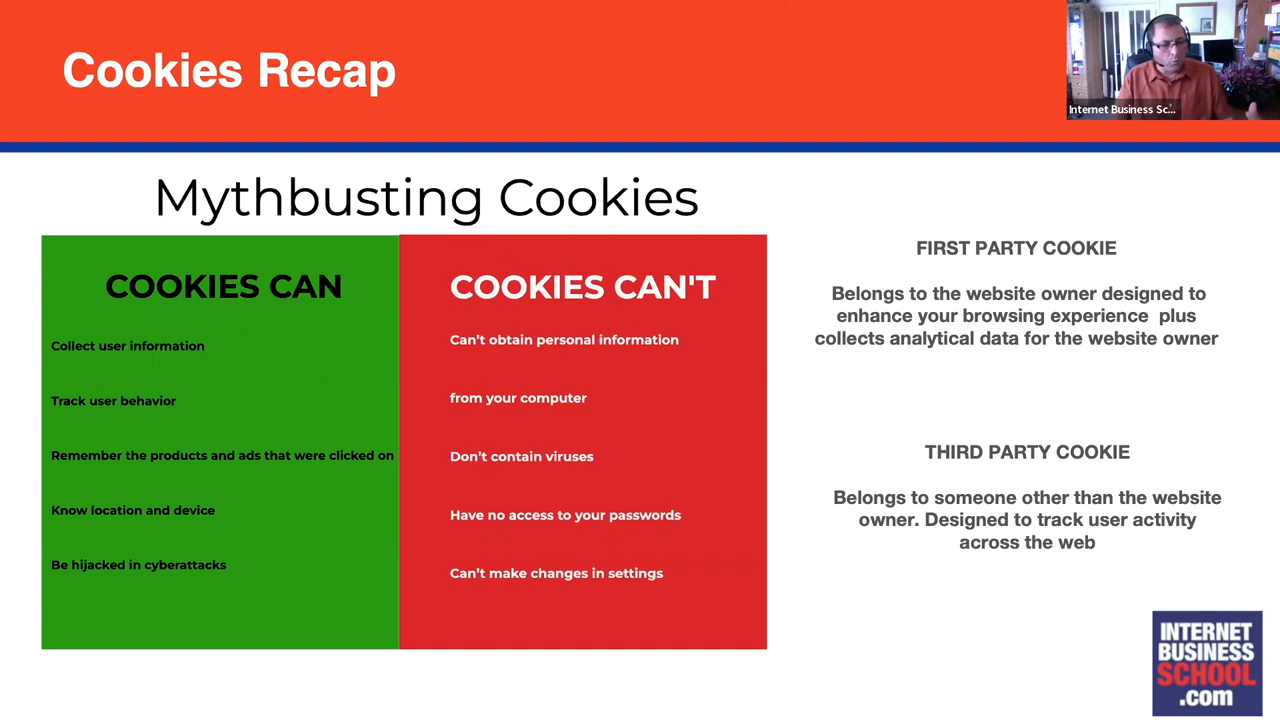 Cookies Recap
Internet Business Sc...
Mythbusting Cookies
COOKIES CAN
Collect user information
Track user behavior
Remember the products and ads that were clicked on
Know location and device
Be hijacked in cyberattacks
COOKIES CAN'T
Can’t obtain personal information
from your computer
Don’t contain viruses
Have no access to your passwords
Can’t make changes in settings
FIRST PARTY COOKIE
Belongs to the website owner designed to
enhance your browsing experience plus
collects analytical data for the website owner
THIRD PARTY COOKIE
Belongs to someone other than the website
owner. Designed to track user activity
across the web
INTERNET
BUSINESS
SCHOOL
.com